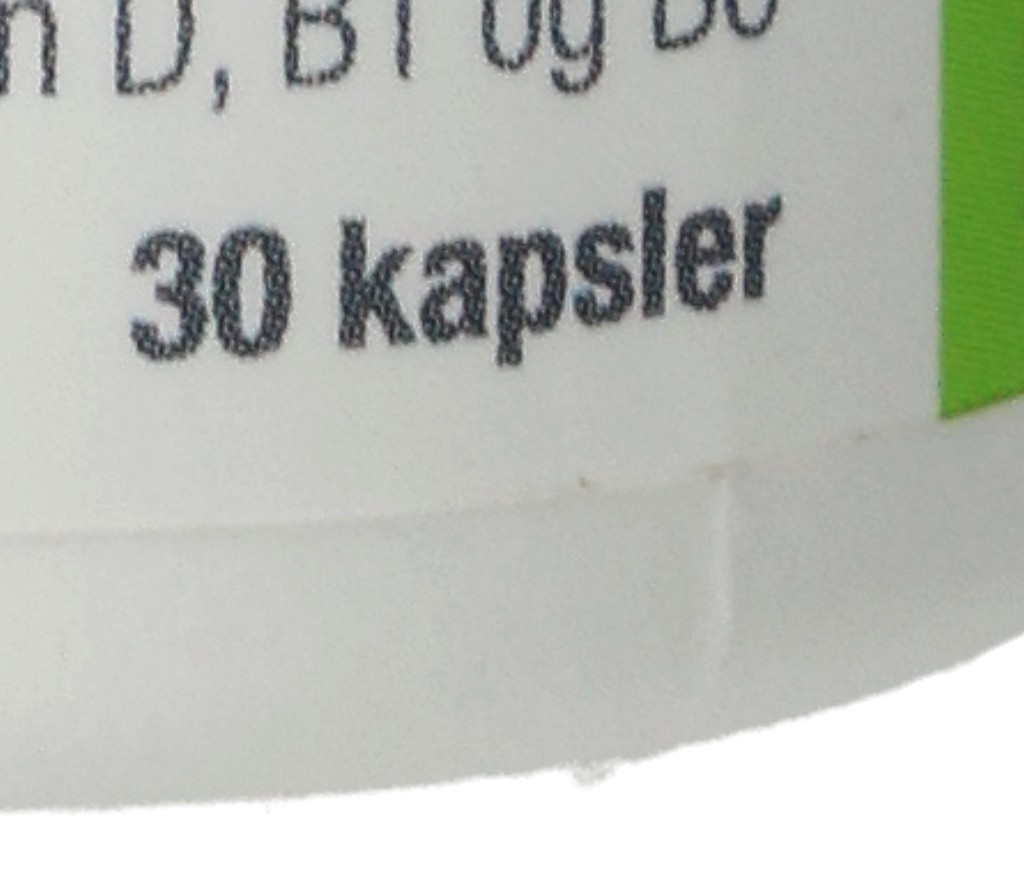 n D, B1 og B6
30 kapsler